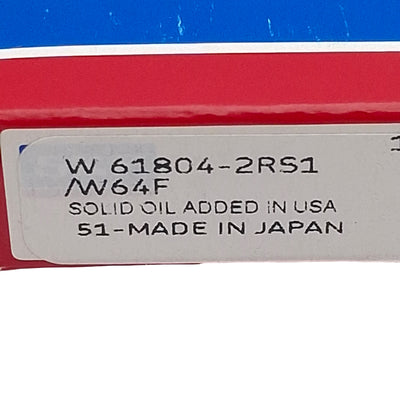 W 61804-2RS1
/W64F
SOLID OIL ADDED IN USA
51-MADE IN JAPAN